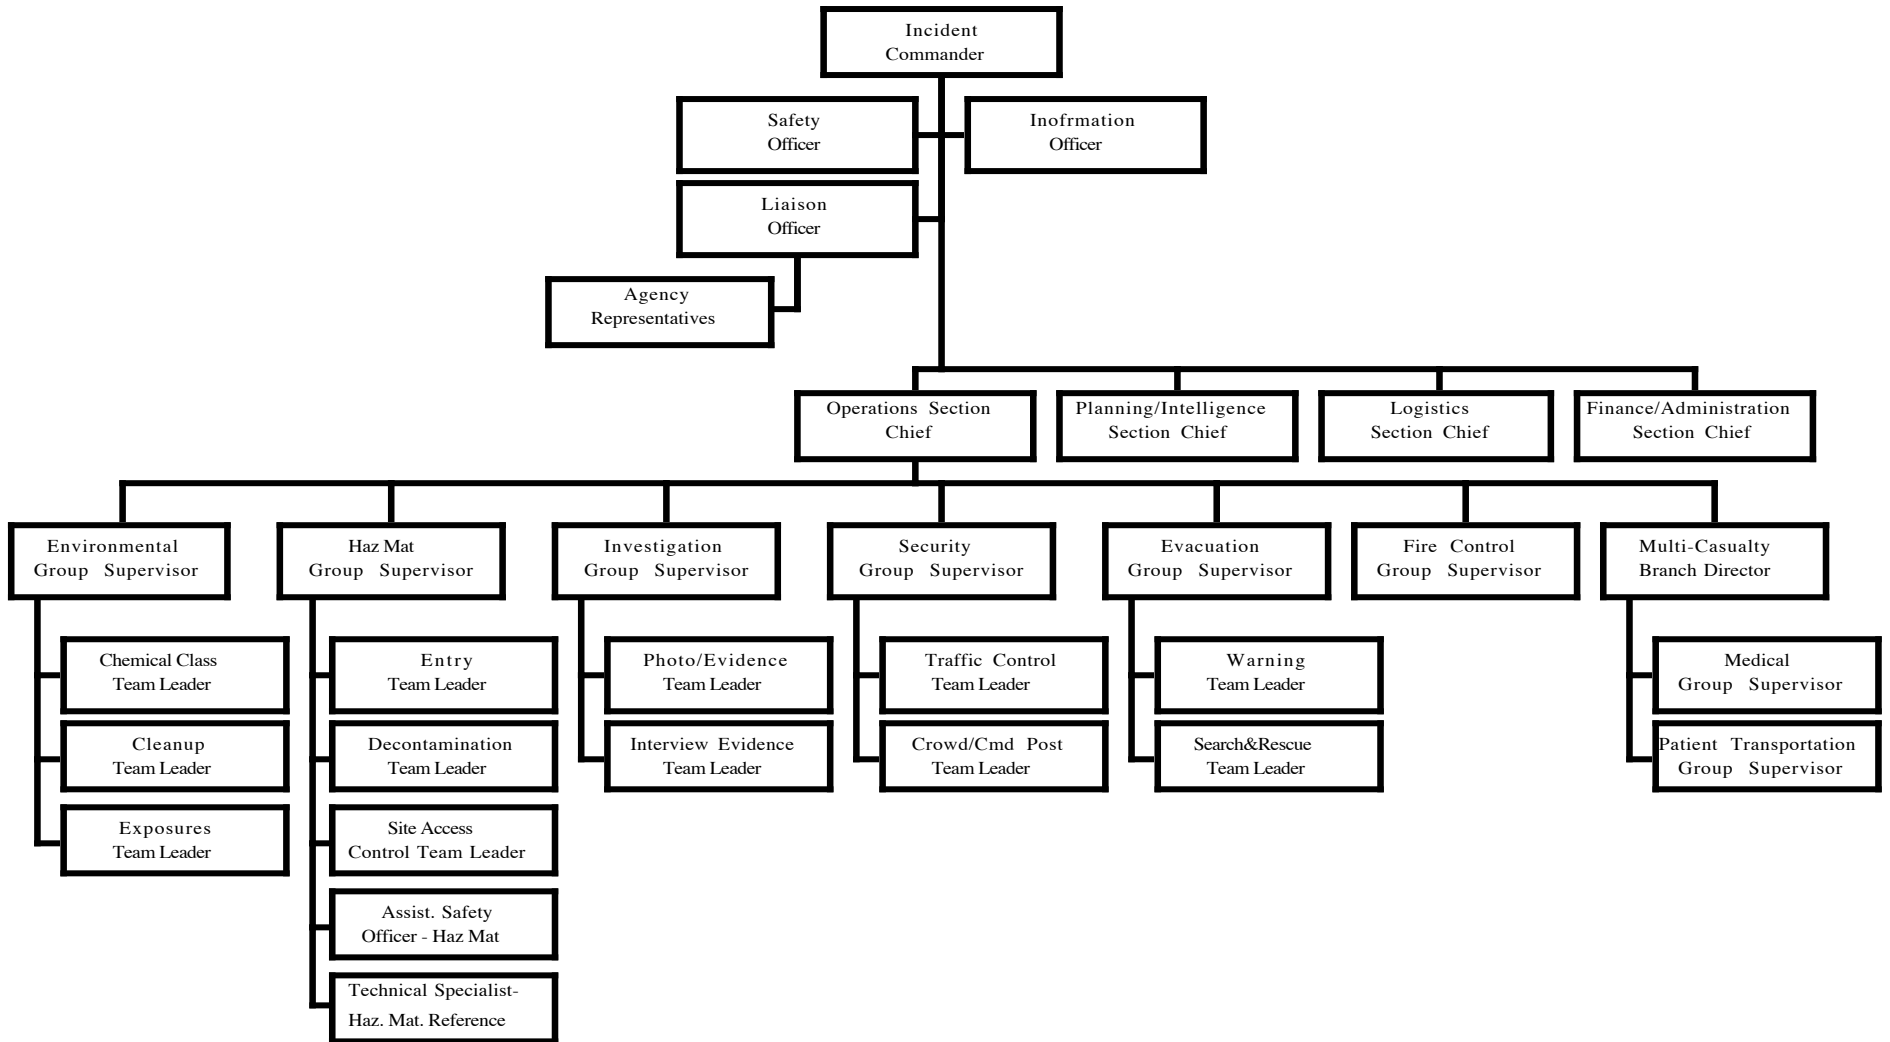 Incident
Commander
Safety
Officer
Inofrmation
Officer
Liaison
Officer
Agency
Representatives
Operations Section
Chief
Planning/Intelligence
Section Chief
Logistics
Section Chief
Finance/Administration
Section Chief
Environmental
Group Supervisor
Haz Mat
Group Supervisor
Investigation
Group Supervisor
Security
Group Supervisor
Evacuation
Group Supervisor
Fire Control
Group Supervisor
Multi-Casualty
Branch Director
Chemical Class
Team Leader
Cleanup
Team Leader
Exposures
Team Leader
Entry
Team Leader
Decontamination
Team Leader
Site Access
Control Team Leader
Assist. Safety
Officer - Haz Mat
Technical Specialist-
Haz. Mat. Reference
Photo/Evidence
Team Leader
Interview Evidence
Team Leader
Traffic Control
Team Leader
Crowd/Cmd Post
Team Leader
Warning
Team Leader
Search&Rescue
Team Leader
Medical
Group Supervisor
Patient Transportation
Group Supervisor